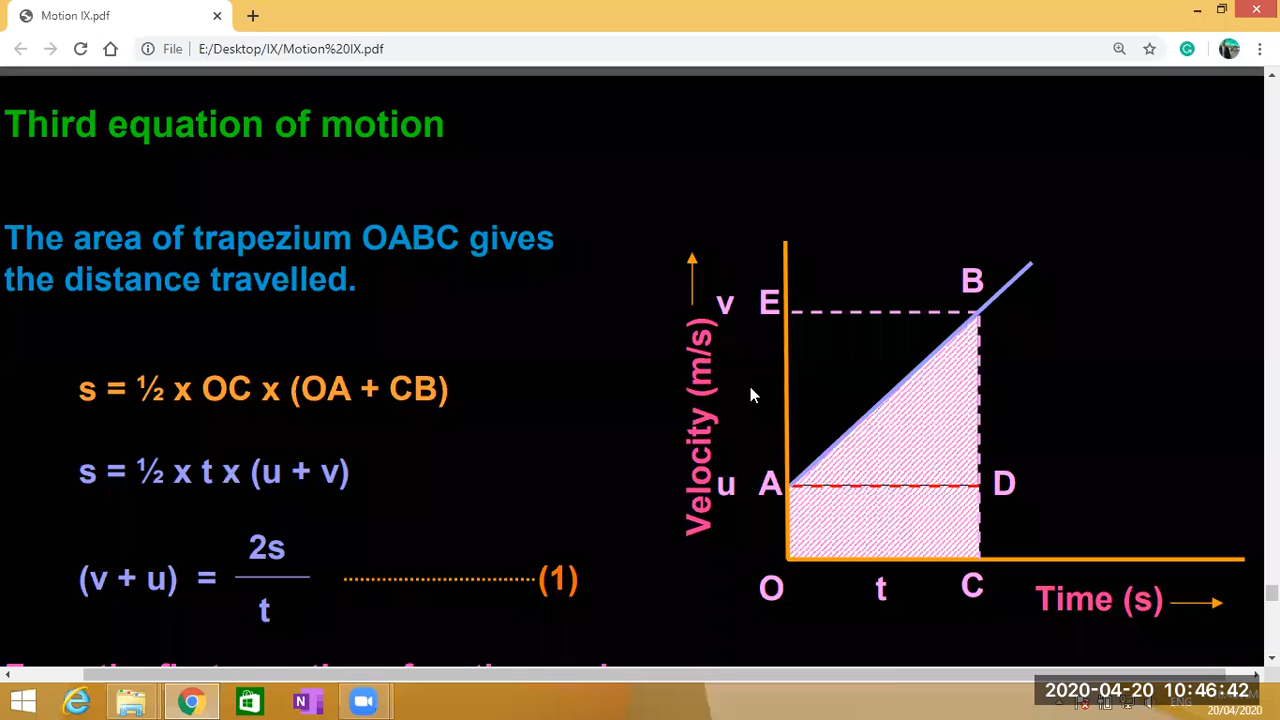 Motion IX.pdf
File E:/Desktop/IX/Motion%20IX.pdf
Third equation of motion
The area of trapezium OABC gives
the distance travelled.
s = ½ x OC x (OA + CB)
s = ½ x t x (u + v)
(v + u) = 2s
t
(1)
B
v E
Velocity (m/s)
u A D
O t C
Time (s)
2020-04-20 10:46:42
ENG
20/04/2020